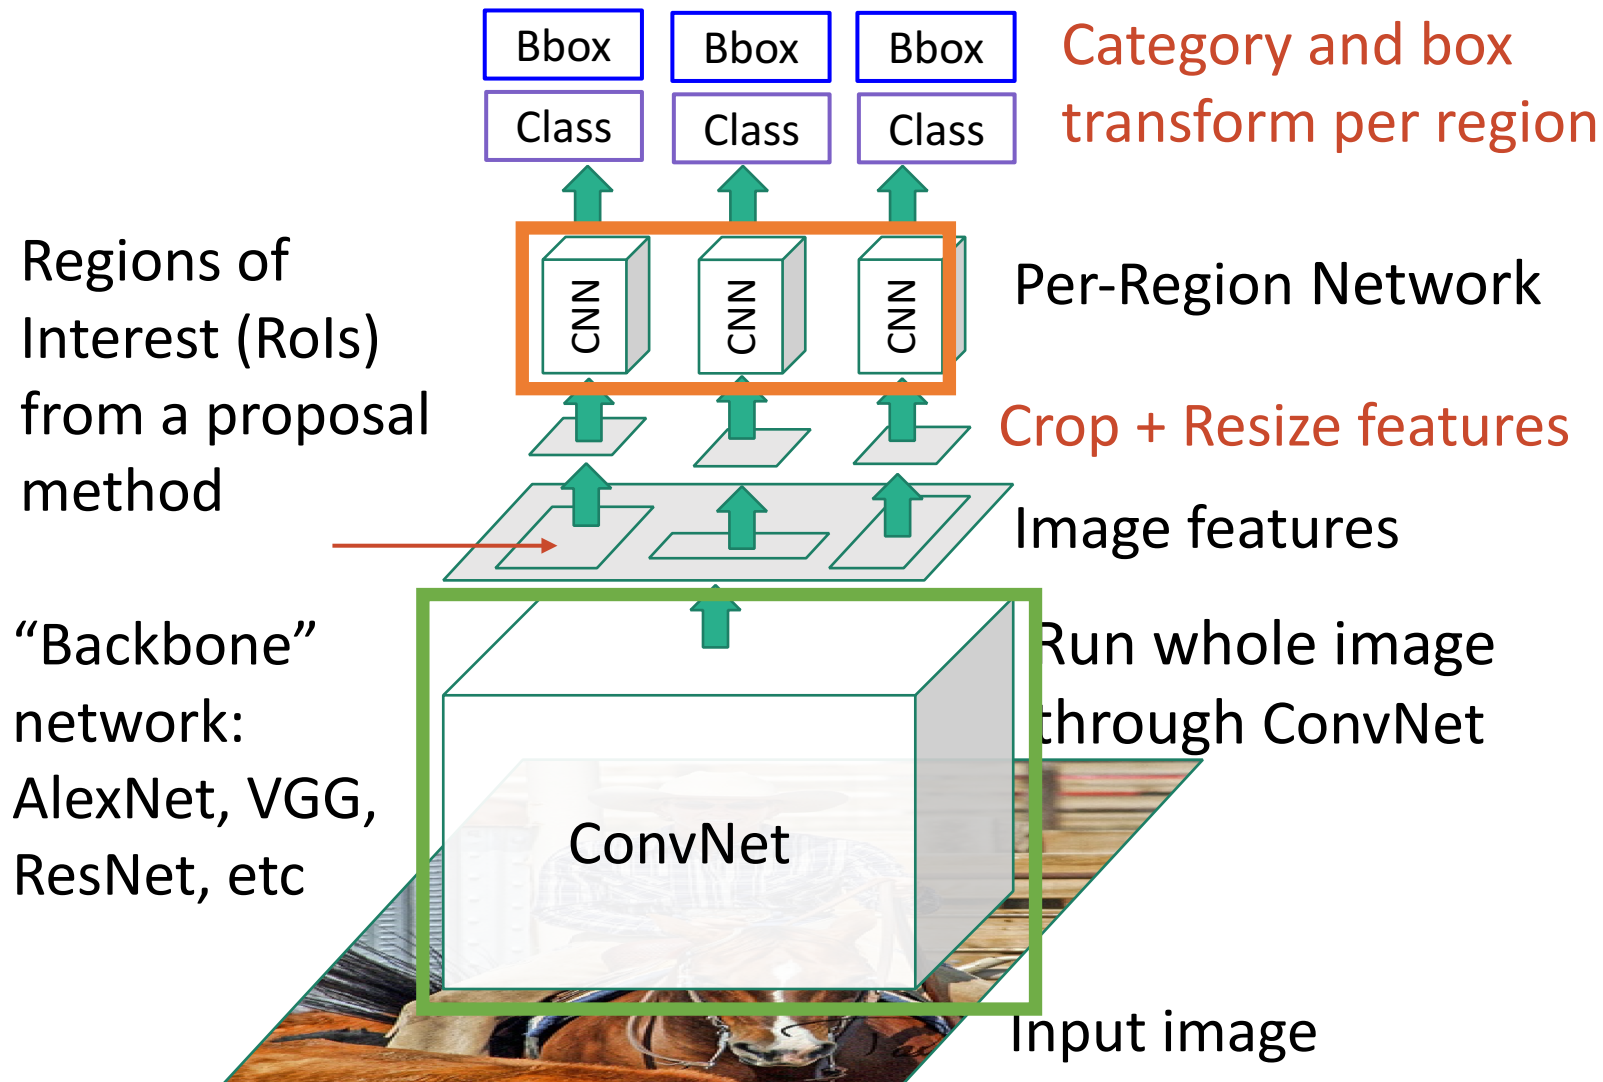 Bbox Bbox Bbox
Class Class Class
Category and box
transform per region
Regions of
Interest (RoIs)
from a proposal
method
CNN CNN CNN
Per-Region Network
Crop + Resize features
Image features
“Backbone”
network:
AlexNet, VGG,
ResNet, etc
Run whole image
through ConvNet
ConvNet
Input image